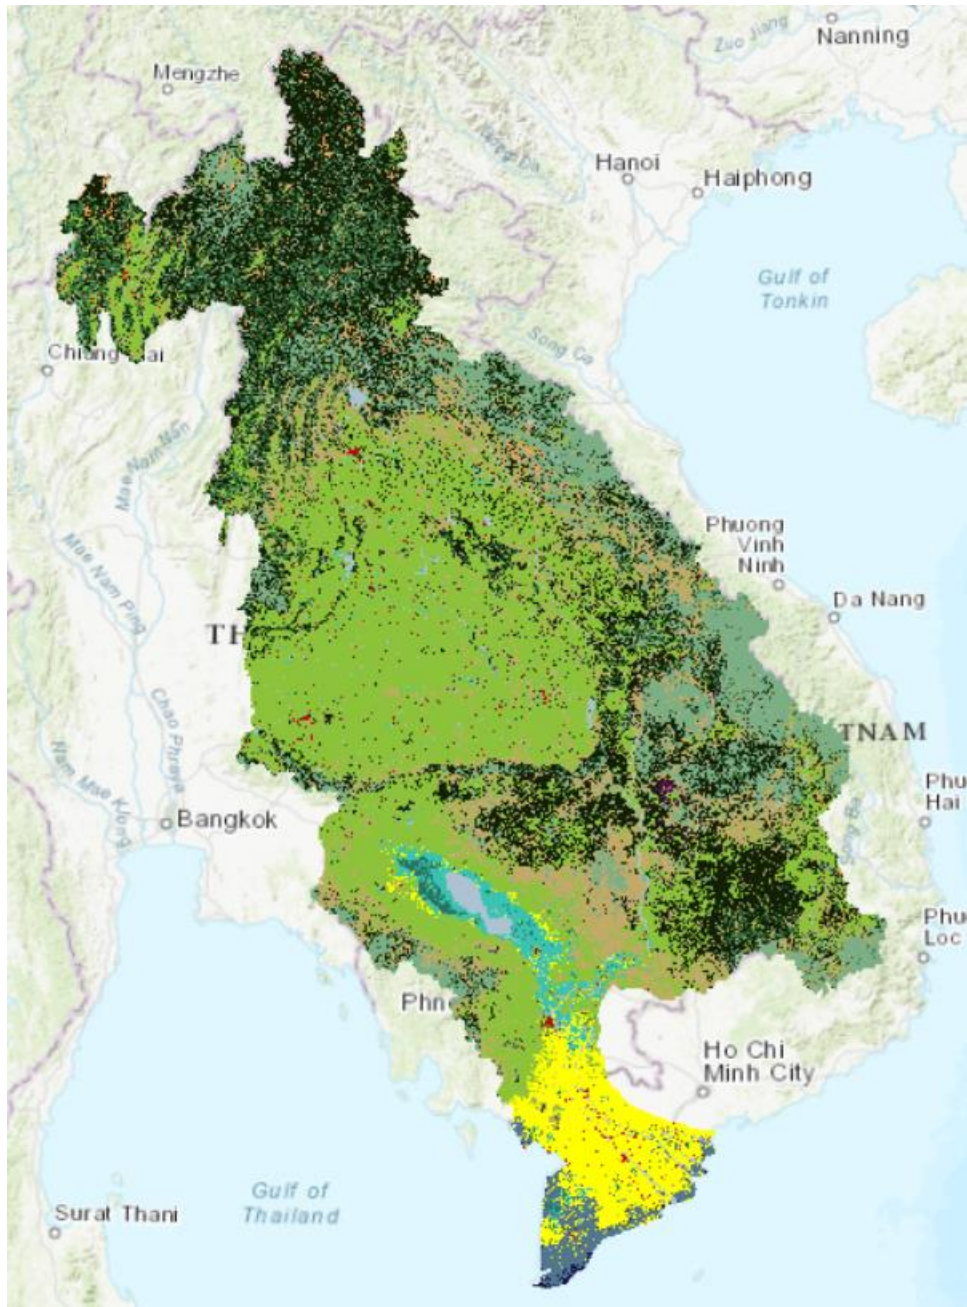 Zuo Jiang
Nanning
Mengzhe
Hanoi
Haiphong
Gulf of
Tonkin
Song Ca
Mae Nam Nan
Mae Nam Ping
Phuong
Vinh
Ninh
Da Nang
TH
Chao Phraya
Nam Mae Klong
TNAM
Phu
Hai
Bangkok
Song Ba
Phu
Loc
Phn
Ho Chi
Minh City
Gulf of
Thailand
Surat Thani